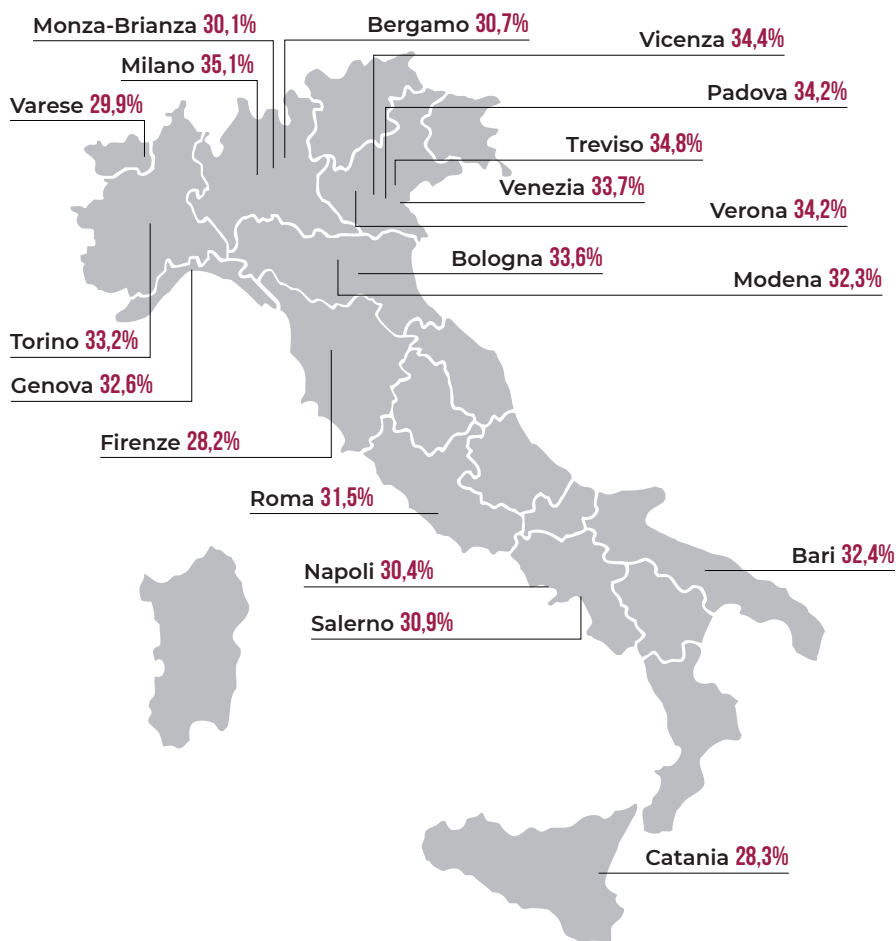 Monza-Brianza 30,1%
Bergamo 30,7%
Vicenza 34,4%
Milano 35,1%
Padova 34,2%
Varese 29,9%
Treviso 34,8%
Venezia 33,7%
Verona 34,2%
Bologna 33,6%
Modena 32,3%
Torino 33,2%
Genova 32,6%
Firenze 28,2%
Roma 31,5%
Bari 32,4%
Napoli 30,4%
Salerno 30,9%
Catania 28,3%